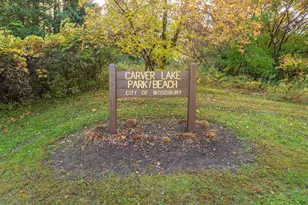 CARVER LAKE
PARK/BEACH
CITY OF WOODBURY